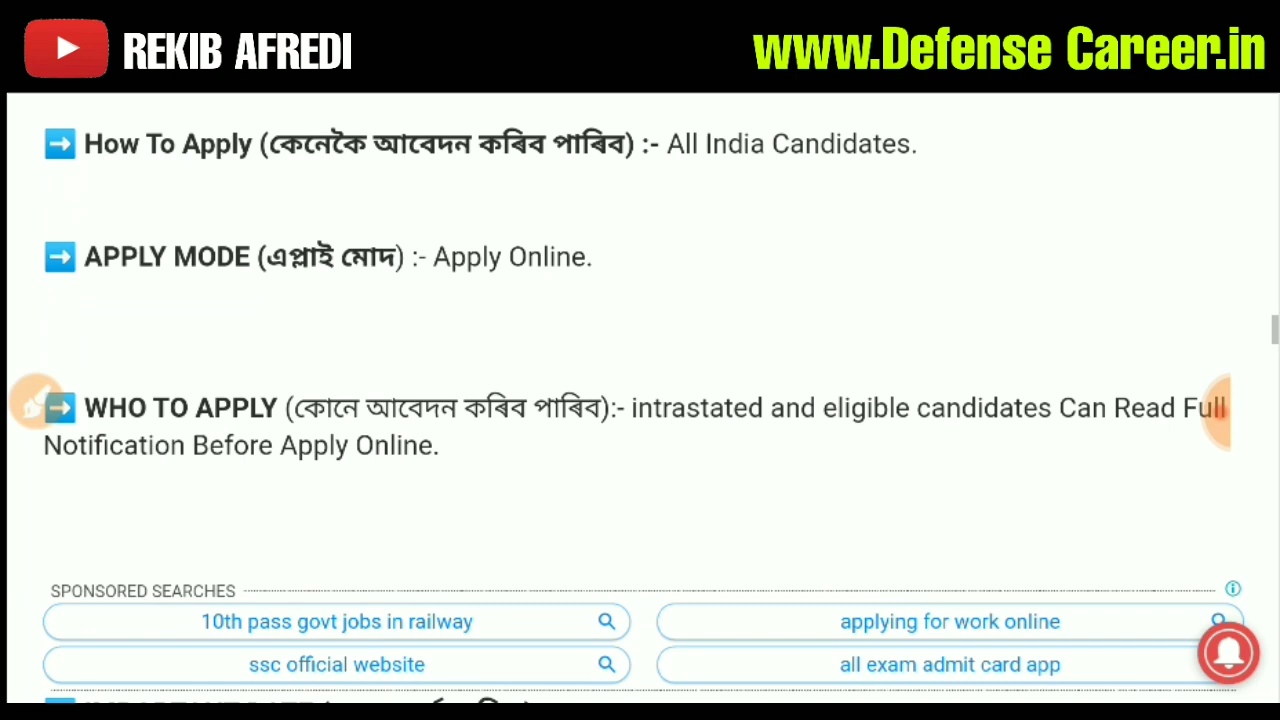 REKIB AFREDI
www.Defense Career.in
How To Apply (কেনেকৈ আবেদন কৰিব পাৰিব) :- All India Candidates.
APPLY MODE (এপ্লাই মোদ) :- Apply Online.
WHO TO APPLY (কোনে আবেদন কৰিব পাৰিব):- intrastated and eligible candidates Can Read Full
Notification Before Apply Online.
SPONSORED SEARCHES
10th pass govt jobs in railway
applying for work online
ssc official website
all exam admit card app